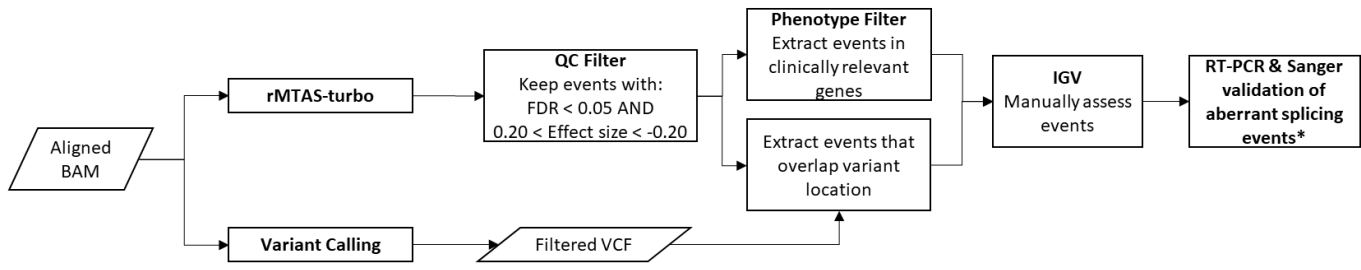 Aligned
BAM
rMTAS-turbo
Variant Calling
QC Filter
Keep events with:
FDR < 0.05 AND
0.20 < Effect size < -0.20
Filtered VCF
Phenotype Filter
Extract events in
clinically relevant
genes
Extract events that
overlap variant
location
IGV
Manually assess
events
RT-PCR & Sanger
validation of
aberrant splicing
events*